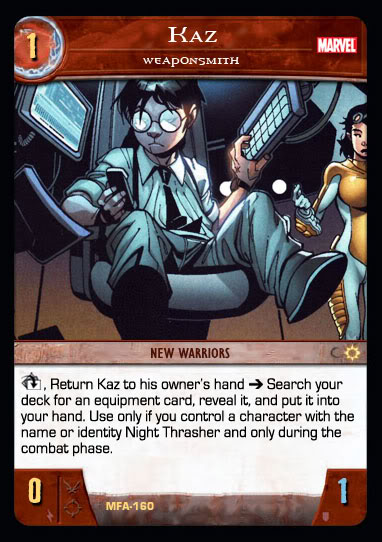 1
Kaz
WEAPONSMITH
MARVEL
NEW WARRIORS
, Return Kaz to his owner's hand ➔ Search your
deck for an equipment card, reveal it, and put it into
your hand. Use only if you control a character with the
name or identity Night Thrasher and only during the
combat phase.
0
MFA-160
1